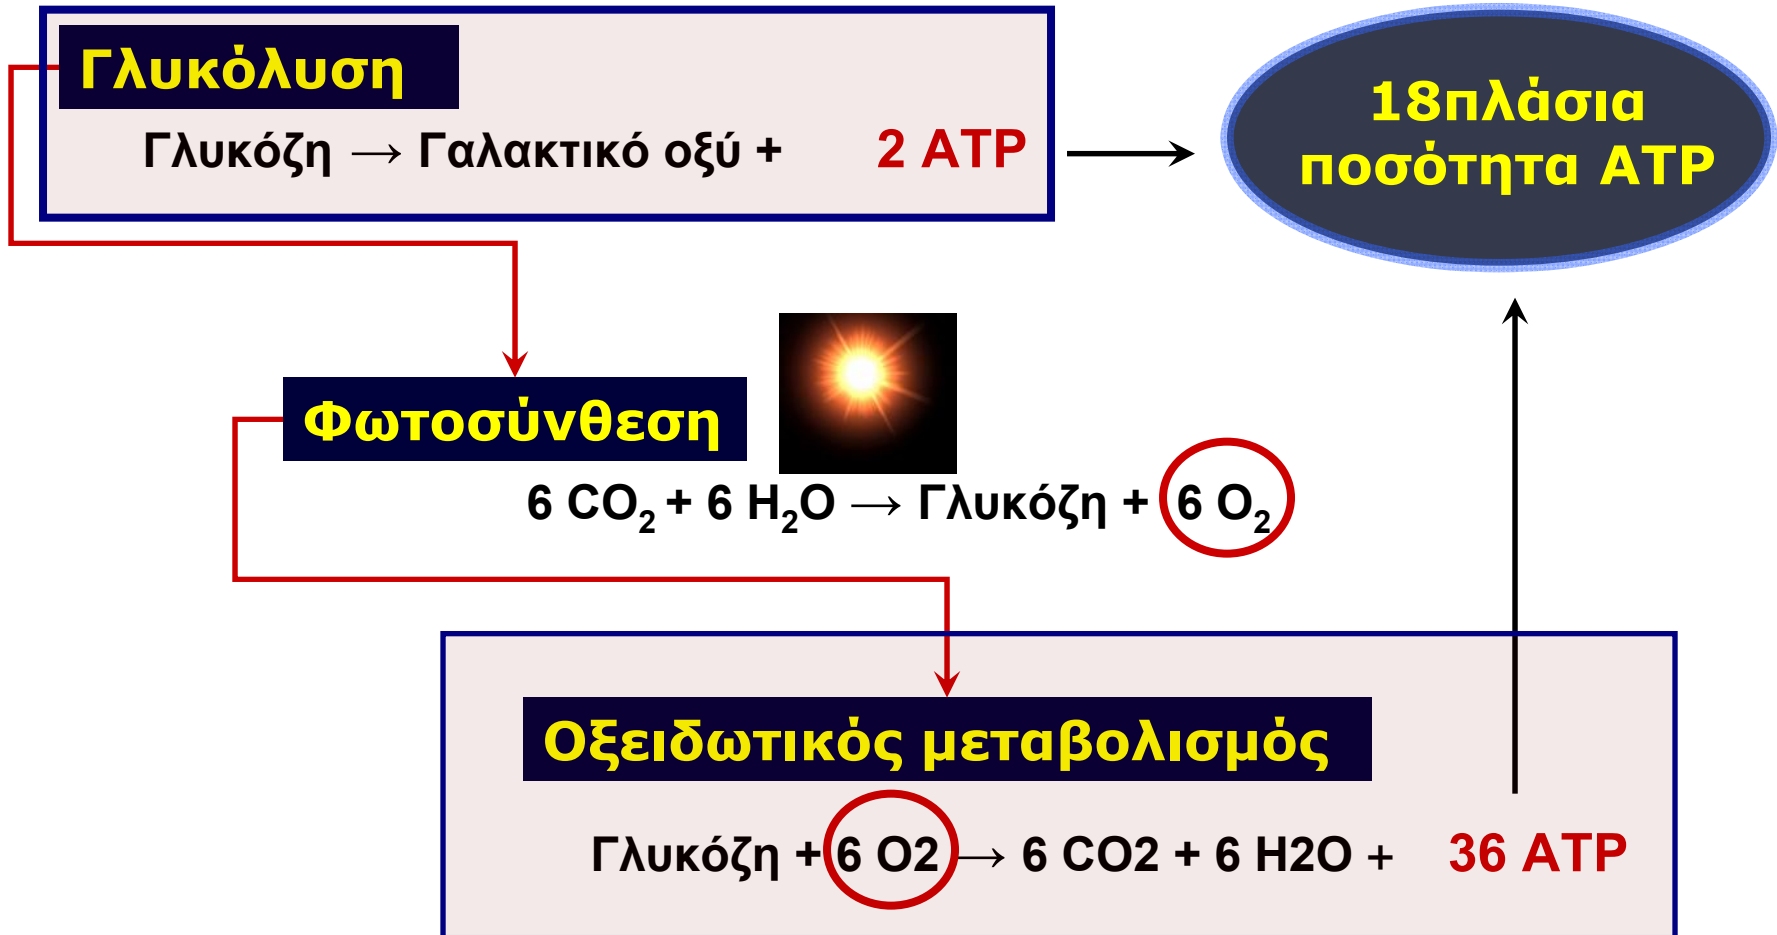 Γλυκόλυση
Γλυκόζη → Γαλακτικό οξύ + 2 ATP
18πλάσια
ποσότητα ATP
Φωτοσύνθεση
6 CO₂ + 6 H₂O → Γλυκόζη + 6 O₂
Οξειδωτικός μεταβολισμός
Γλυκόζη + 6 O2 → 6 CO2 + 6 H2O + 36 ATP